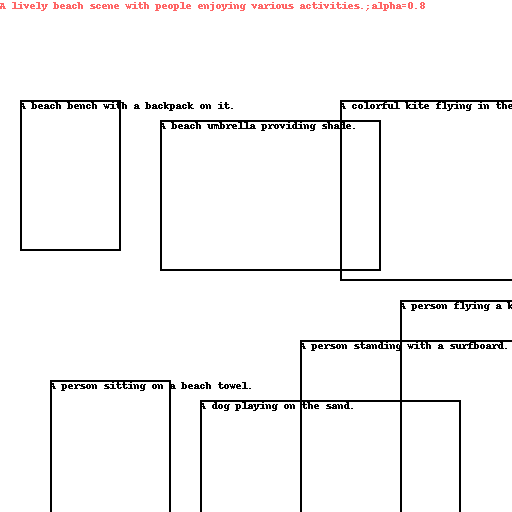 A lively beach scene with people enjoying various activities.;alpha=0.8
A beach bench with a backpack on it.
A colorful kite flying in the
A beach umbrella providing shade.
A person flying a k
A person standing with a surfboard.
A person sitting on a beach towel.
A dog playing on the sand.